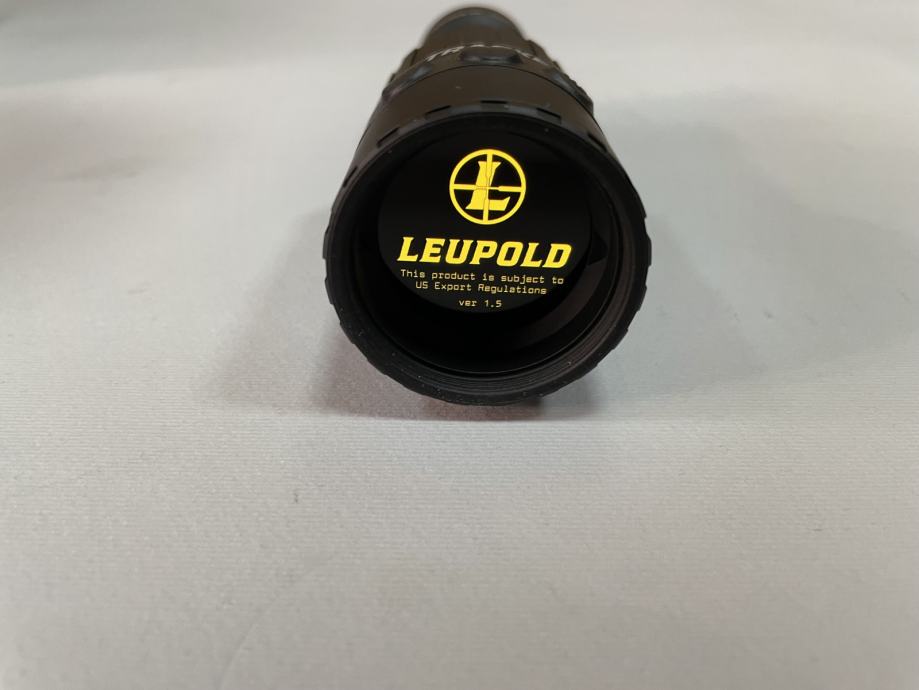 L
LEUPOLD
This product is subject to
US Export Regulations
ver 1.5